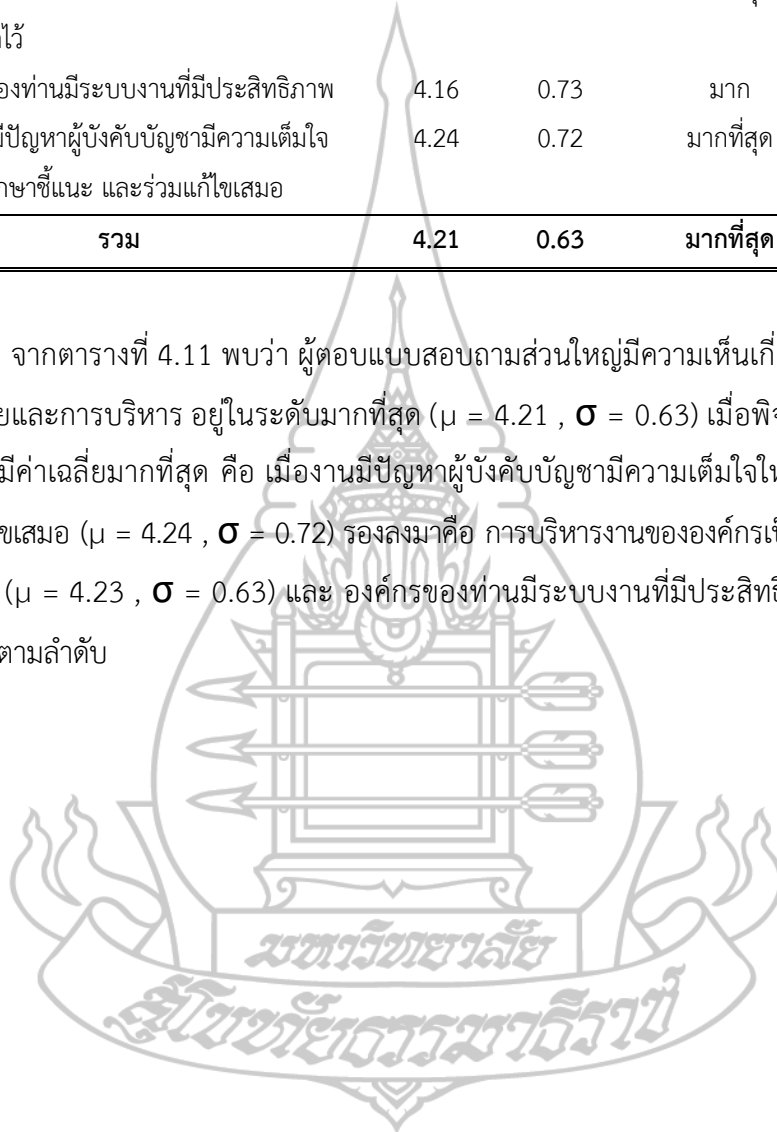 ไว้
องท่านมีระบบงานที่มีประสิทธิภาพ 4.16 0.73 มาก
มีปัญหาผู้บังคับบัญชามีความเต็มใจ 4.24 0.72 มากที่สุด
กษาชี้แนะ และร่วมแก้ไขเสมอ
รวม 4.21 0.63 มากที่สุด
จากตารางที่ 4.11 พบว่า ผู้ตอบแบบสอบถามส่วนใหญ่มีความเห็นเกี่
ยและการบริหาร อยู่ในระดับมากที่สุด (μ = 4.21 , σ = 0.63) เมื่อพิจ
มีค่าเฉลี่ยมากที่สุด คือ เมื่องานมีปัญหาผู้บังคับบัญชามีความเต็มใจใน
ขเสมอ (μ = 4.24 , σ = 0.72) รองลงมาคือ การบริหารงานขององค์กรเป็
(μ = 4.23 , σ = 0.63) และ องค์กรของท่านมีระบบงานที่มีประสิทธิ
ตามลำดับ
มหาวิทยาลัย
สุโขทัยธรรมาธิราช